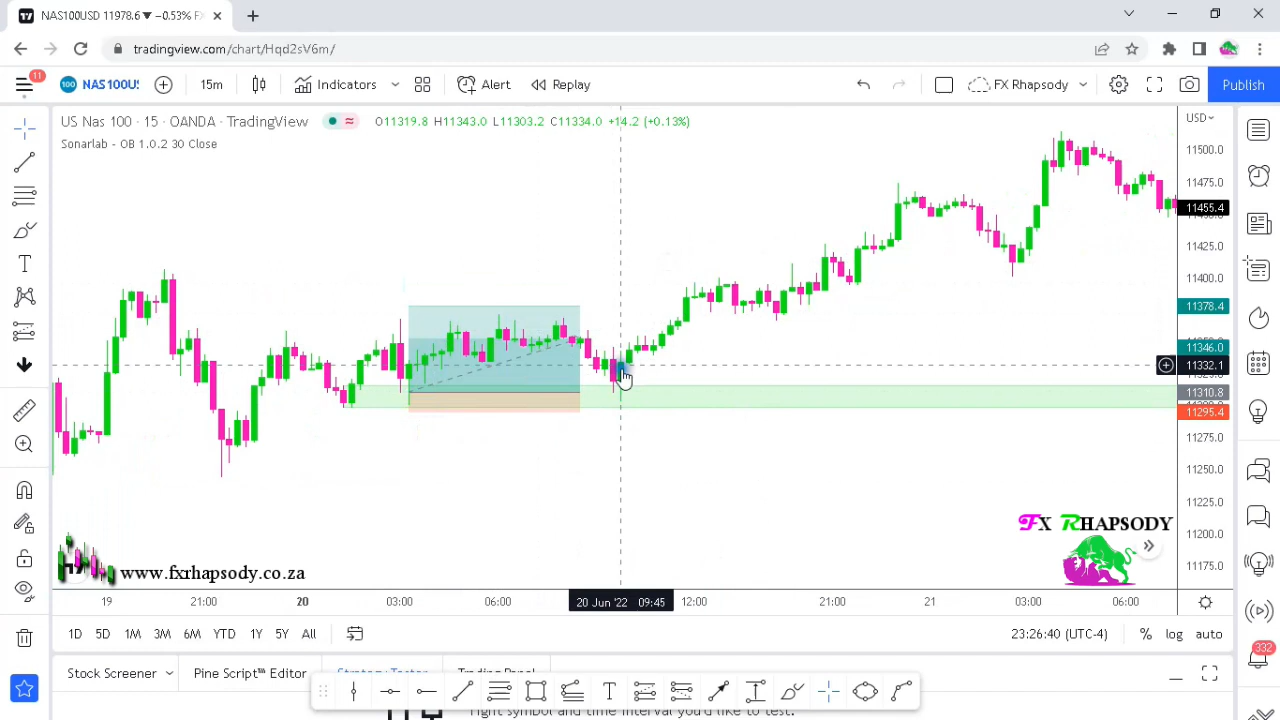 NAS100USD 11978.6 ▼ −0.53% F
tradingview.com/chart/Hqd2sV6m/
11
100
NAS100U
15m
Indicators
Alert
Replay
FX Rhapsody
Publish
US Nas 100 · 15 · OANDA · TradingView
O11319.8 H11343.0 L11303.2 C11334.0 +14.2 (+0.13%)
USD
Sonarlab - OB 1.0.2 30 Close
11500.0
11475.0
11455.4
11425.0
11400.0
11378.4
11346.0
11332.1
11310.8
11295.4
11275.0
11250.0
11225.0
11200.0
11175.0
FX RHAPSODY
www.fxrhapsody.co.za
19
21:00
20
03:00
06:00
20 Jun '22 09:45
12:00
21:00
21
03:00
06:00
1D 5D 1M 3M 6M YTD 1Y 5Y All
23:26:40 (UTC-4)
% log auto
332
Stock Screener
Pine Script™ Editor
Strategy Tester
Trading Panel
right symbol and time interval you'd like to test.